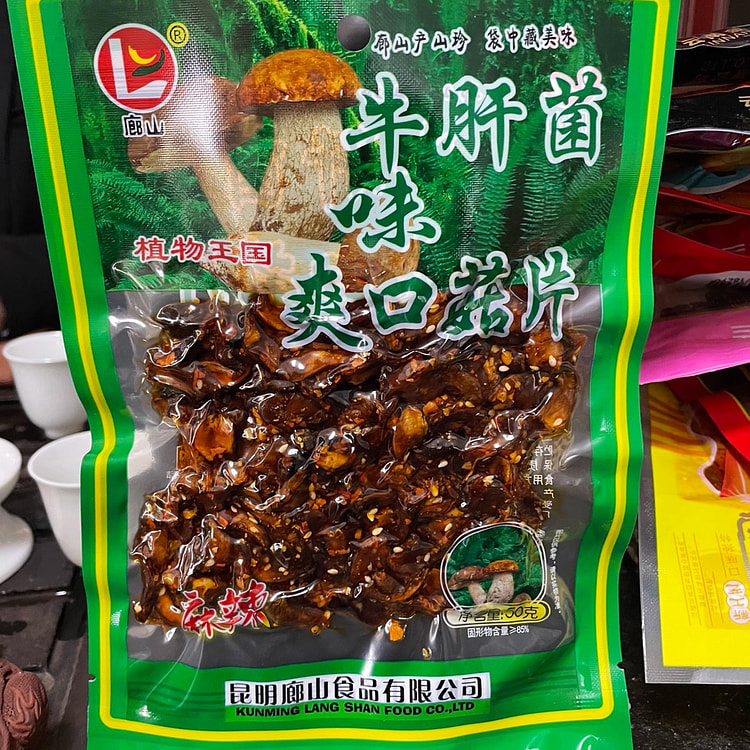 廊山产山珍 袋中藏美味
®
廊山
牛肝菌
味
植物王国
爽口菇片
麻辣
净含量:50克
固形物含量≥85%
昆明廊山食品有限公司
KUNMING LANG SHAN FOOD CO.,LTD